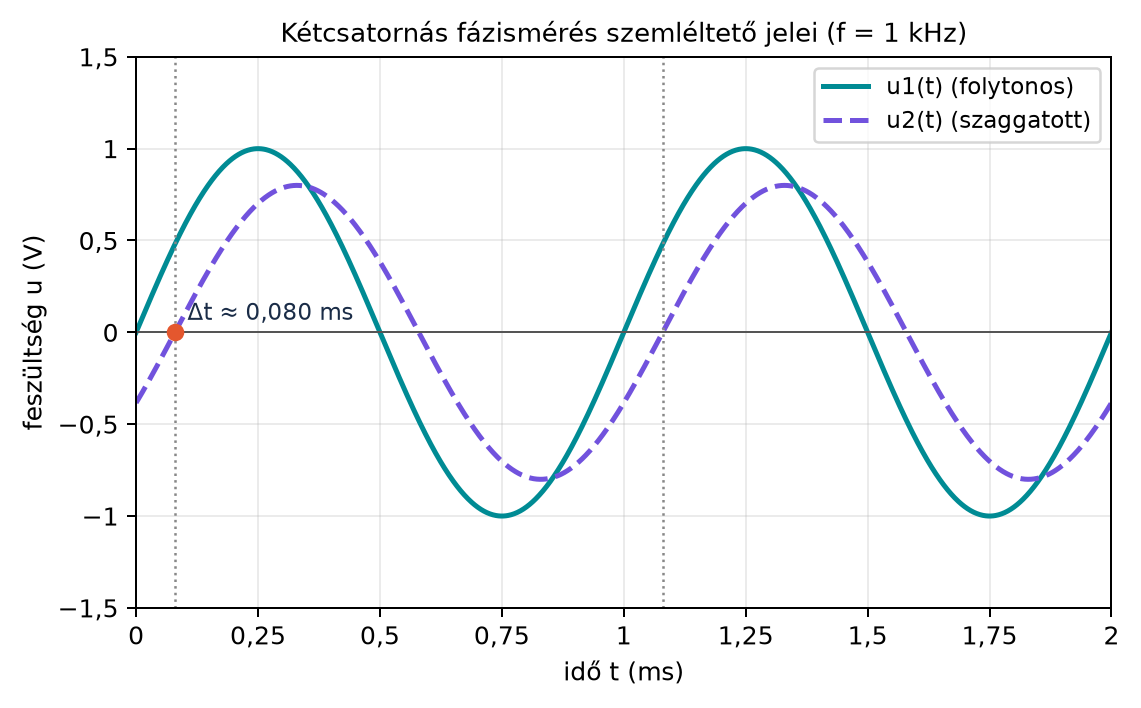 Kétcsatornás fázismérés szemléltető jelei (f = 1 kHz)
1,5
1
0,5
0
−0,5
−1
−1,5
feszültség u (V)
u1(t) (folytonos)
u2(t) (szaggatott)
Δt ≈ 0,080 ms
0
0,25
0,5
0,75
1
1,25
1,5
1,75
2
idő t (ms)